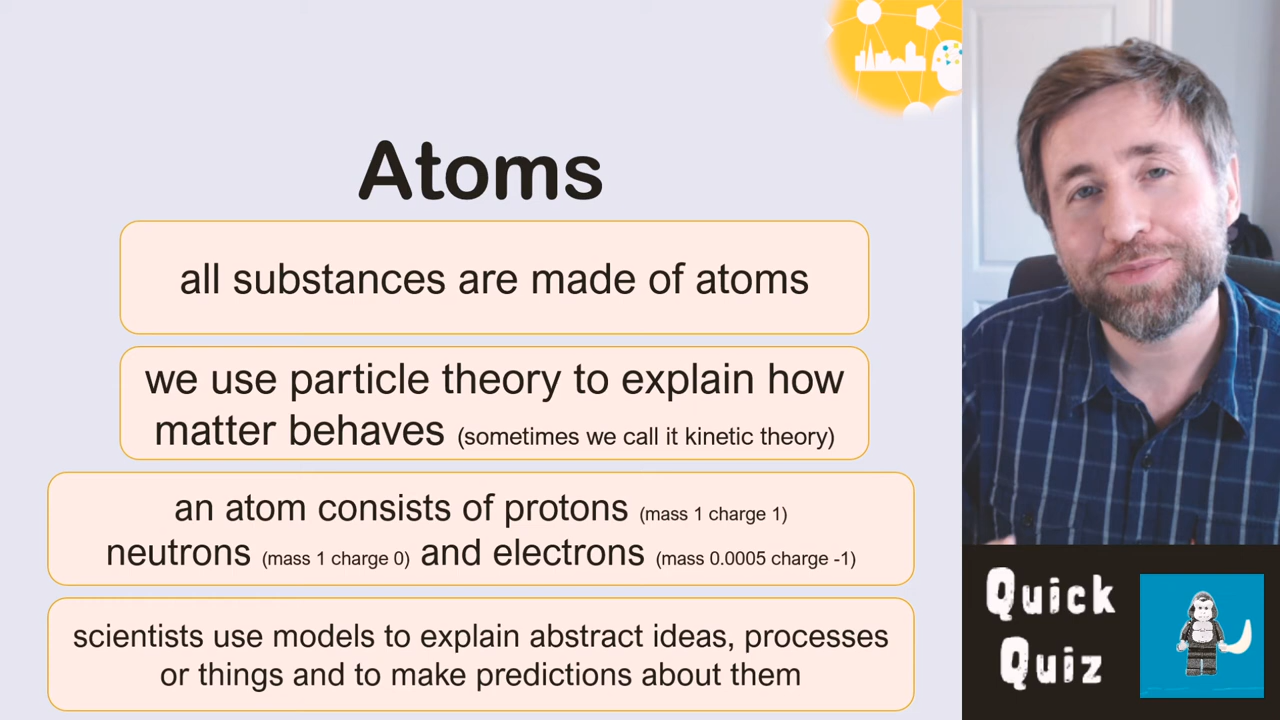 Atoms
all substances are made of atoms
we use particle theory to explain how
matter behaves (sometimes we call it kinetic theory)
an atom consists of protons (mass 1 charge 1)
neutrons (mass 1 charge 0) and electrons (mass 0.0005 charge -1)
scientists use models to explain abstract ideas, processes
or things and to make predictions about them
Quick
Quiz